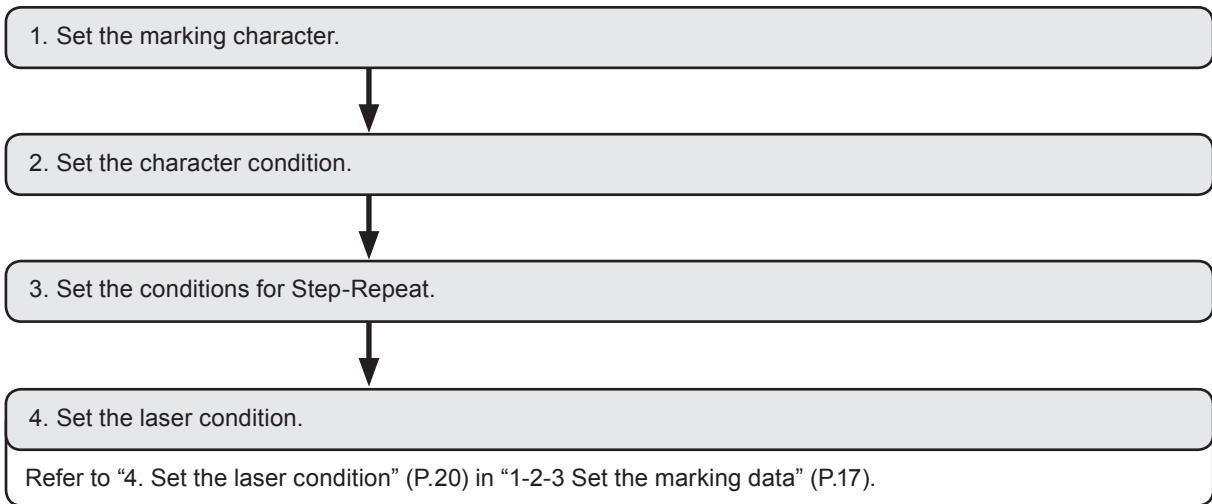 1. Set the marking character.
2. Set the character condition.
3. Set the conditions for Step-Repeat.
4. Set the laser condition.
Refer to “4. Set the laser condition” (P.20) in “1-2-3 Set the marking data” (P.17).